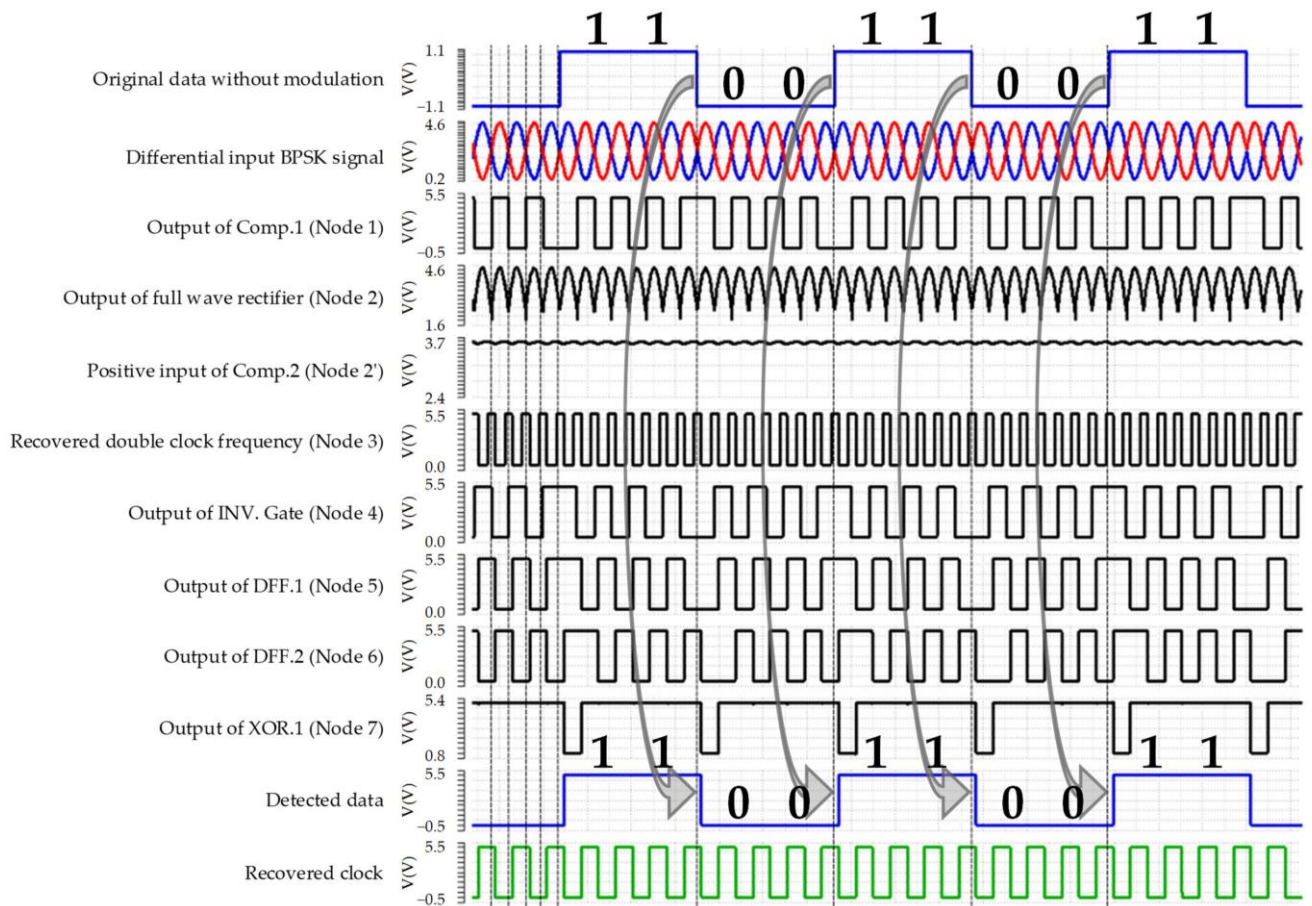 1 1 1 1 1 1
Original data without modulation V(V) 1.1 −1.1
0 0 0 0
Differential input BPSK signal V(V) 4.6 0.2
Output of Comp.1 (Node 1) V(V) 5.5 −0.5
Output of full wave rectifier (Node 2) V(V) 4.6 1.6
Positive input of Comp.2 (Node 2') V(V) 3.7 2.4
Recovered double clock frequency (Node 3) V(V) 5.5 0.0
Output of INV. Gate (Node 4) V(V) 5.5 0.0
Output of DFF.1 (Node 5) V(V) 5.5 0.0
Output of DFF.2 (Node 6) V(V) 5.5 0.0
Output of XOR.1 (Node 7) V(V) 5.4 0.8
1 1 1 1 1 1
Detected data V(V) 5.5 −0.5
0 0 0 0
Recovered clock V(V) 5.5 −0.5